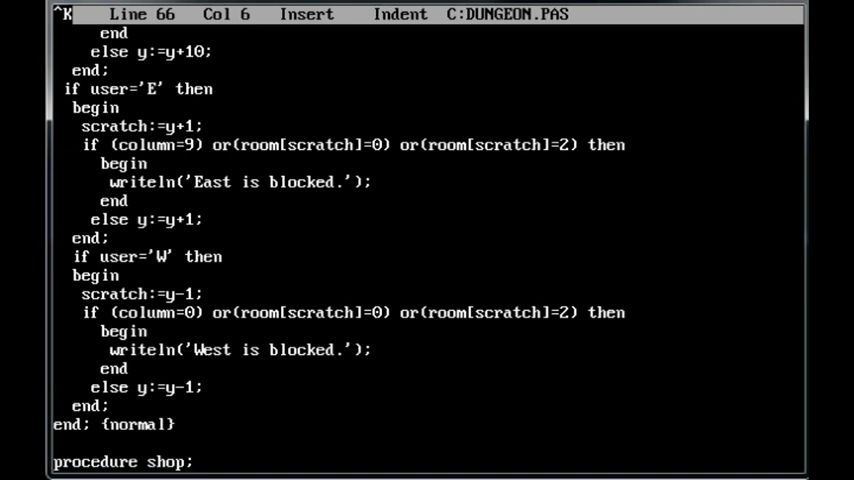 ^K    Line 66   Col 6   Insert    Indent  C:DUNGEON.PAS
     end
    else y:=y+10;
  end;
 if user='E' then
  begin
   scratch:=y+1;
   if (column=9) or(room[scratch]=0) or(room[scratch]=2) then
     begin
      writeln('East is blocked.');
     end
    else y:=y+1;
  end;
  if user='W' then
  begin
   scratch:=y-1;
   if (column=0) or(room[scratch]=0) or(room[scratch]=2) then
     begin
      writeln('West is blocked.');
     end
    else y:=y-1;
  end;
end; {normal}
procedure shop;